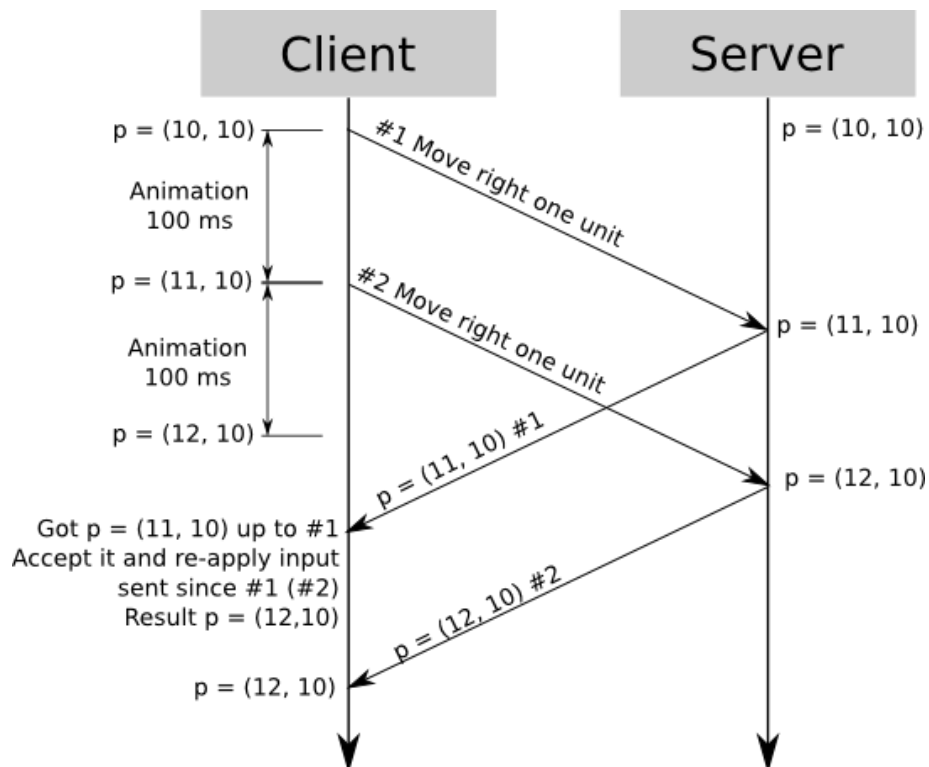 Client
Server
p = (10, 10)
#1 Move right one unit
p = (10, 10)
Animation
100 ms
p = (11, 10)
#2 Move right one unit
p = (11, 10)
Animation
100 ms
p = (12, 10)
p = (11, 10) #1
p = (12, 10)
Got p = (11, 10) up to #1
Accept it and re-apply input
sent since #1 (#2)
Result p = (12,10)
p = (12, 10) #2
p = (12, 10)